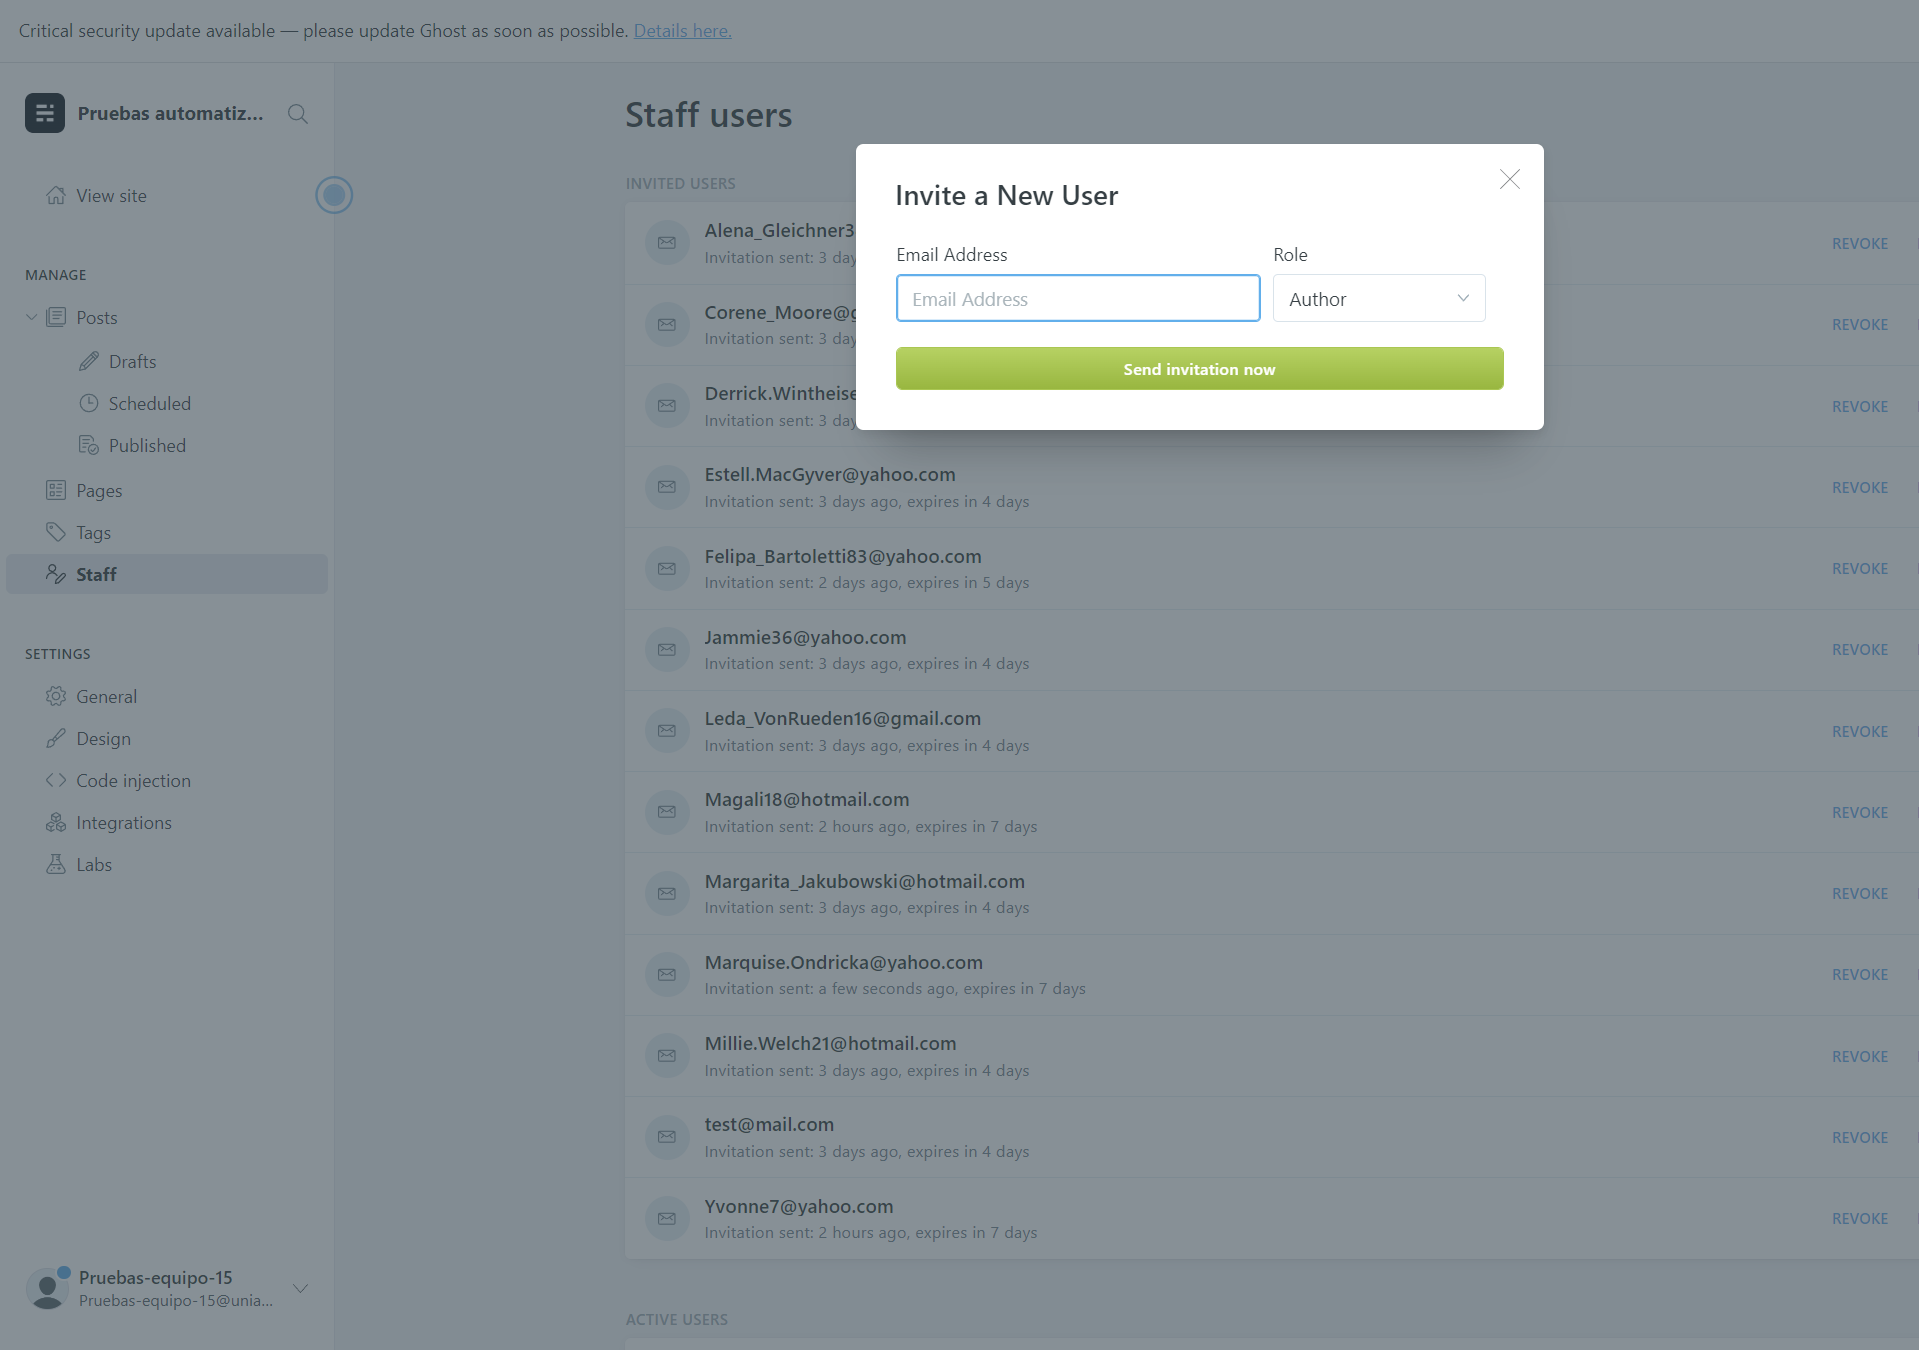 Critical security update available — please update Ghost as soon as possible. Details here.
Pruebas automatiz...
View site
MANAGE
Posts
Drafts
Scheduled
Published
Pages
Tags
Staff
SETTINGS
General
Design
Code injection
Integrations
Labs
Pruebas-equipo-15
Pruebas-equipo-15@unia...
Staff users
INVITED USERS
Alena_Gleichner3
Invitation sent: 3 day
REVOKE
Corene_Moore@g
Invitation sent: 3 day
REVOKE
Derrick.Wintheise
Invitation sent: 3 day
REVOKE
Estell.MacGyver@yahoo.com
Invitation sent: 3 days ago, expires in 4 days
REVOKE
Felipa_Bartoletti83@yahoo.com
Invitation sent: 2 days ago, expires in 5 days
REVOKE
Jammie36@yahoo.com
Invitation sent: 3 days ago, expires in 4 days
REVOKE
Leda_VonRueden16@gmail.com
Invitation sent: 3 days ago, expires in 4 days
REVOKE
Magali18@hotmail.com
Invitation sent: 2 hours ago, expires in 7 days
REVOKE
Margarita_Jakubowski@hotmail.com
Invitation sent: 3 days ago, expires in 4 days
REVOKE
Marquise.Ondricka@yahoo.com
Invitation sent: a few seconds ago, expires in 7 days
REVOKE
Millie.Welch21@hotmail.com
Invitation sent: 3 days ago, expires in 4 days
REVOKE
test@mail.com
Invitation sent: 3 days ago, expires in 4 days
REVOKE
Yvonne7@yahoo.com
Invitation sent: 2 hours ago, expires in 7 days
REVOKE
ACTIVE USERS
Invite a New User
Email Address
Role
Email Address
Author
Send invitation now